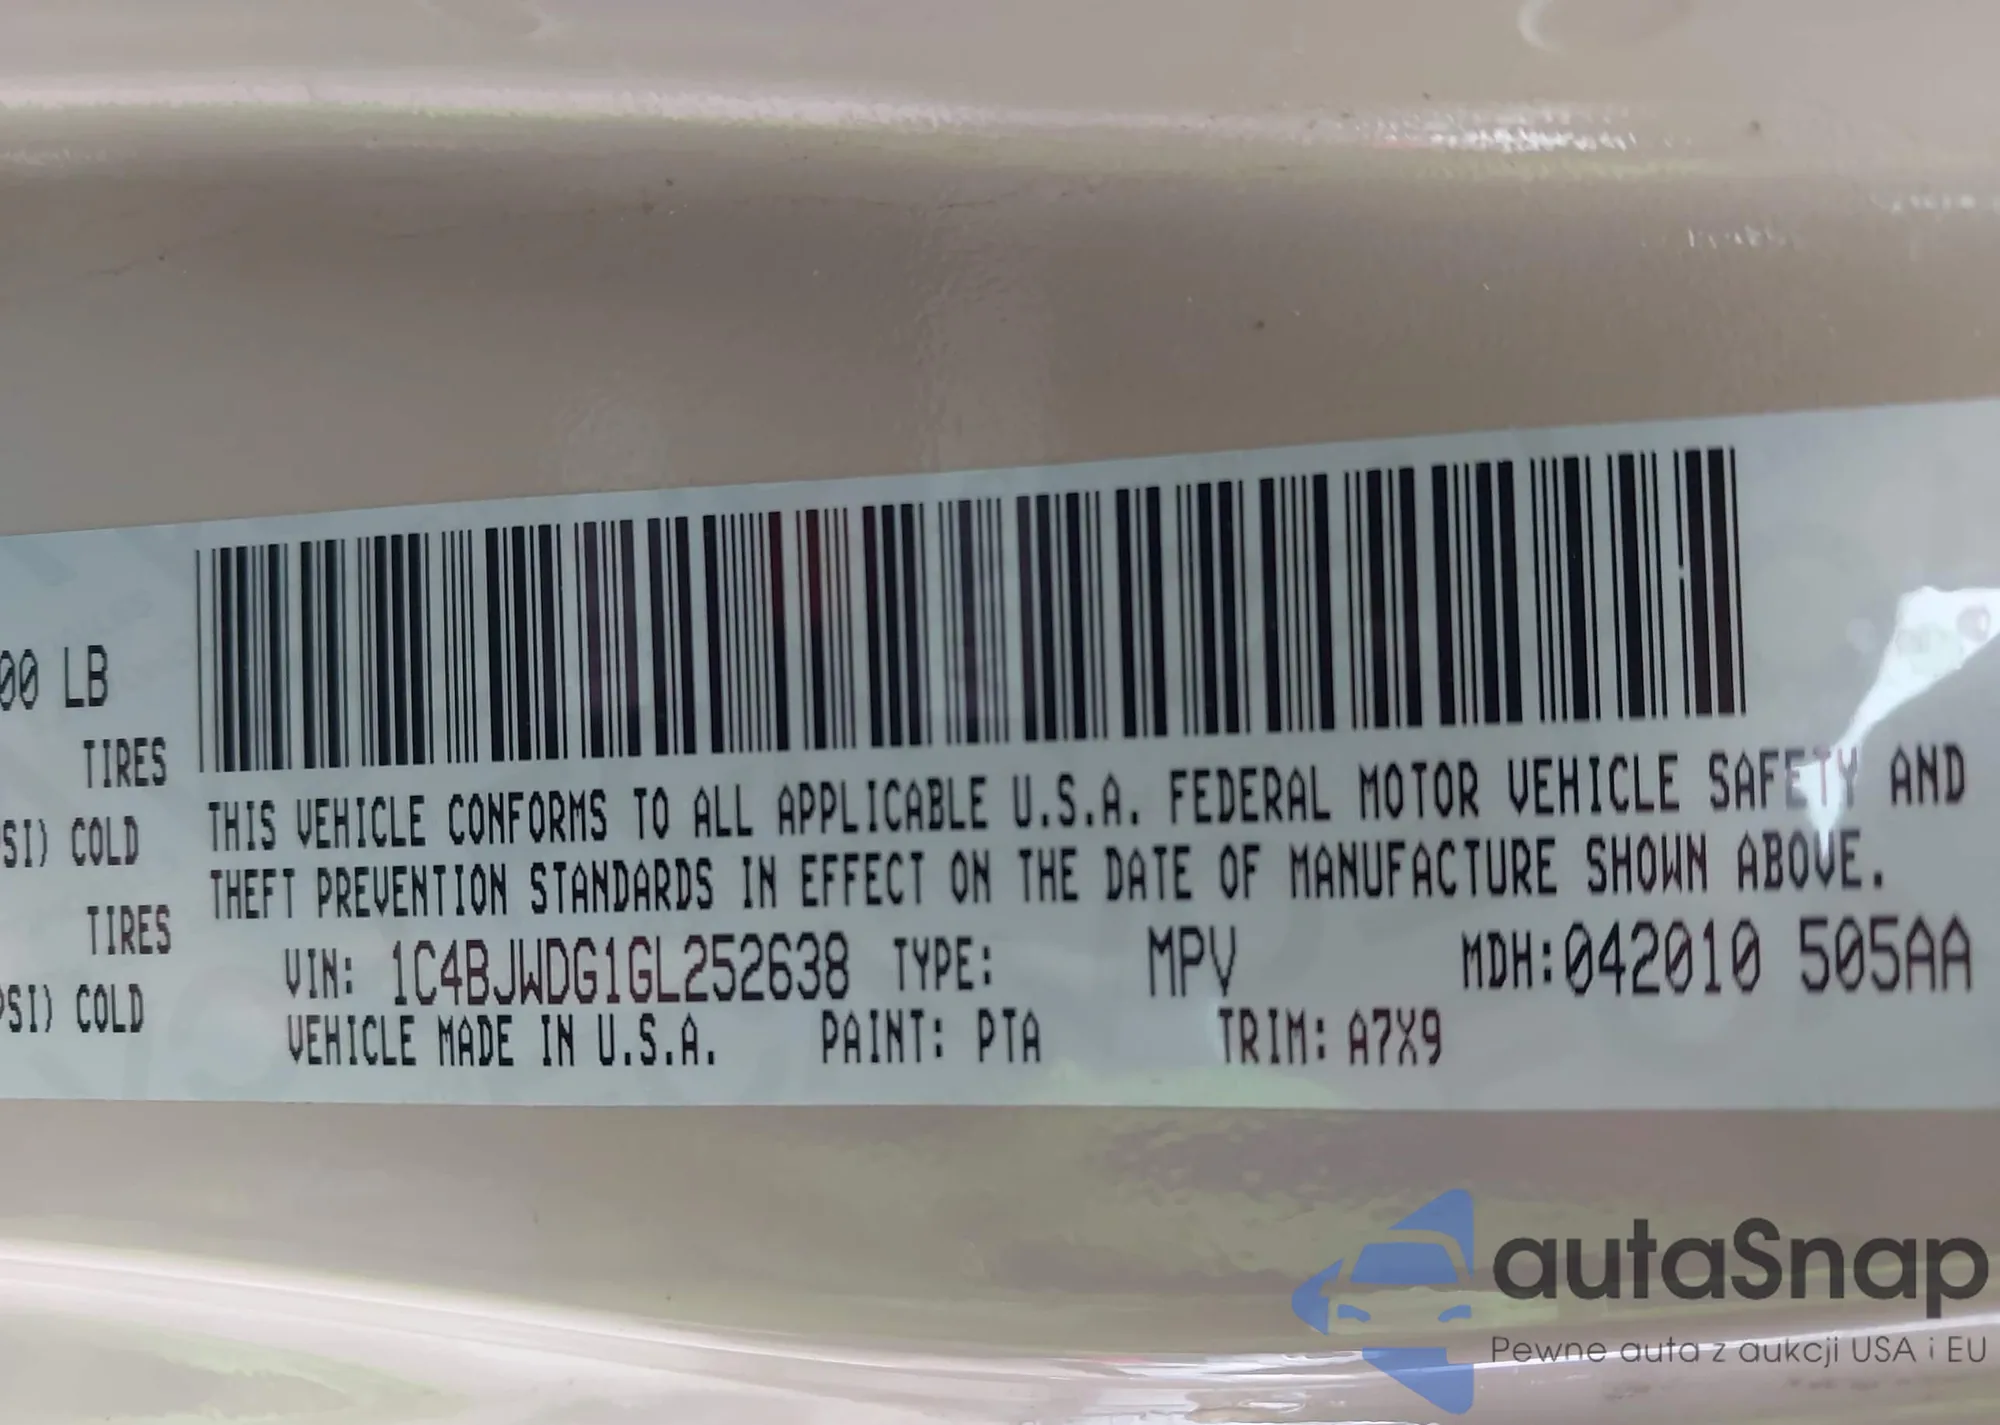 00 LB
TIRES
SI) COLD
TIRES
PSI) COLD
THIS VEHICLE CONFORMS TO ALL APPLICABLE U.S.A. FEDERAL MOTOR VEHICLE SAFETY AND
THEFT PREVENTION STANDARDS IN EFFECT ON THE DATE OF MANUFACTURE SHOWN ABOVE.
VIN: 1C4BJWDG1GL252638 TYPE: MPV MDH:042010 505AA
VEHICLE MADE IN U.S.A. PAINT: PTA TRIM: A7X9
autaSnap
Pewne auta z aukcji USA i EU